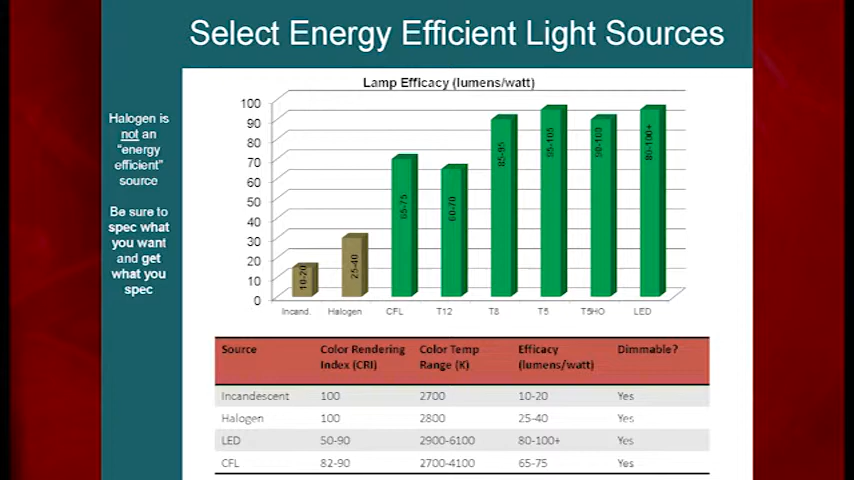 Select Energy Efficient Light Sources
Halogen is
not an
“energy
efficient”
source
Be sure to
spec what
you want
and get
what you
spec
Lamp Efficacy (lumens/watt)
100
90
80
70
60
50
40
30
20
10
0
10-20
25-40
65-75
60-70
85-95
95-105
90-100
80-100+
Incand.
Halogen
CFL
T12
T8
T5
T5HO
LED
Source Color Rendering Color Temp Efficacy Dimmable?
Index (CRI) Range (K) (lumens/watt)
Incandescent 100 2700 10-20 Yes
Halogen 100 2800 25-40 Yes
LED 50-90 2900-6100 80-100+ Yes
CFL 82-90 2700-4100 65-75 Yes